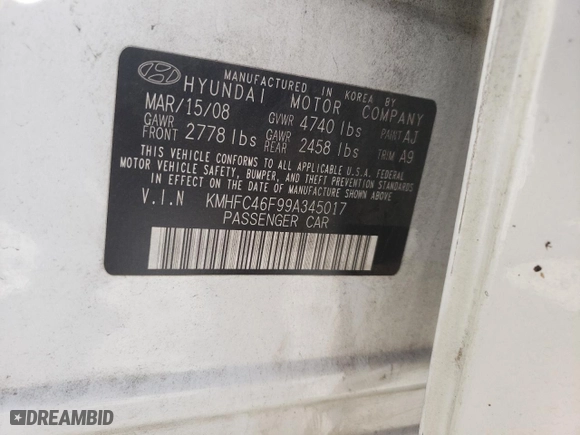 MANUFACTURED IN KOREA BY
HYUNDAI MOTOR COMPANY
MAR/15/08 GVWR 4740 lbs PAINT AJ
GAWR FRONT 2778 lbs GAWR REAR 2458 lbs TRIM A9
THIS VEHICLE CONFORMS TO ALL APPLICABLE U.S.A. FEDERAL
MOTOR VEHICLE SAFETY, BUMPER, AND THEFT PREVENTION STANDARDS
IN EFFECT ON THE DATE OF MANUFACTURE SHOWN ABOVE
V.I.N KMHFC46F99A345017
PASSENGER CAR
DREAMBID